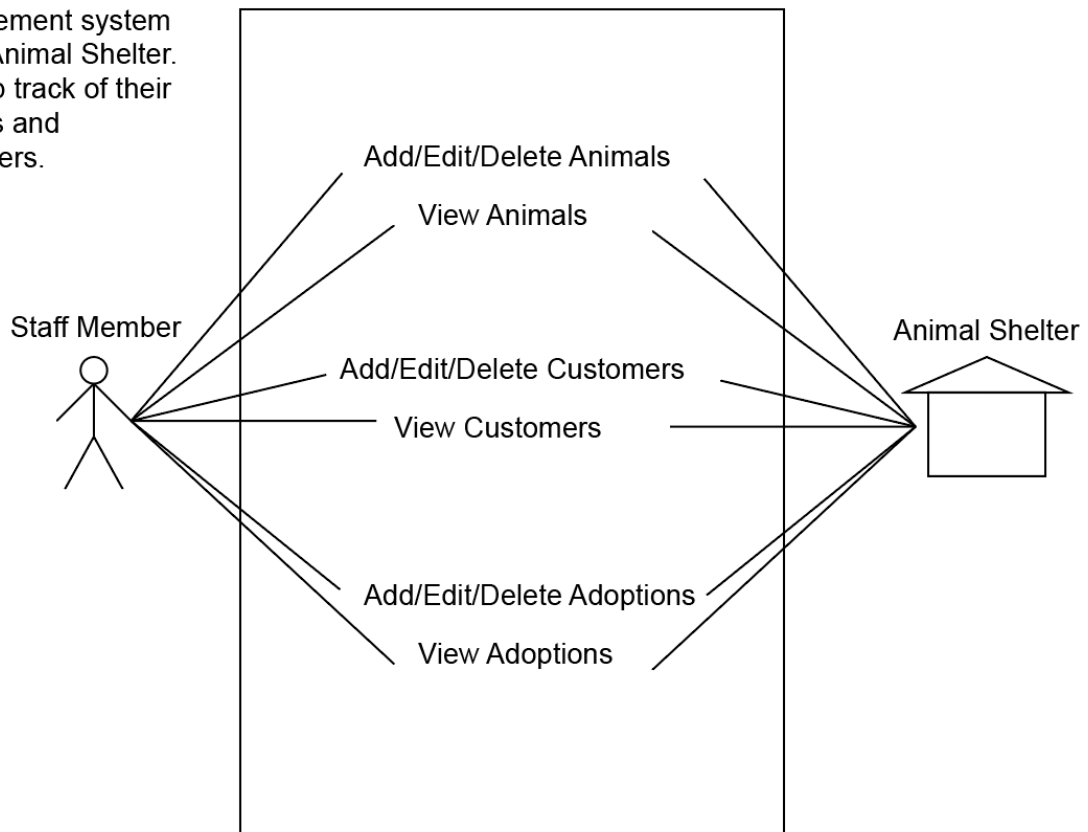 ement system
Animal Shelter.
track of their
and
ers.
Add/Edit/Delete Animals
View Animals
Staff Member
Animal Shelter
Add/Edit/Delete Customers
View Customers
Add/Edit/Delete Adoptions
View Adoptions